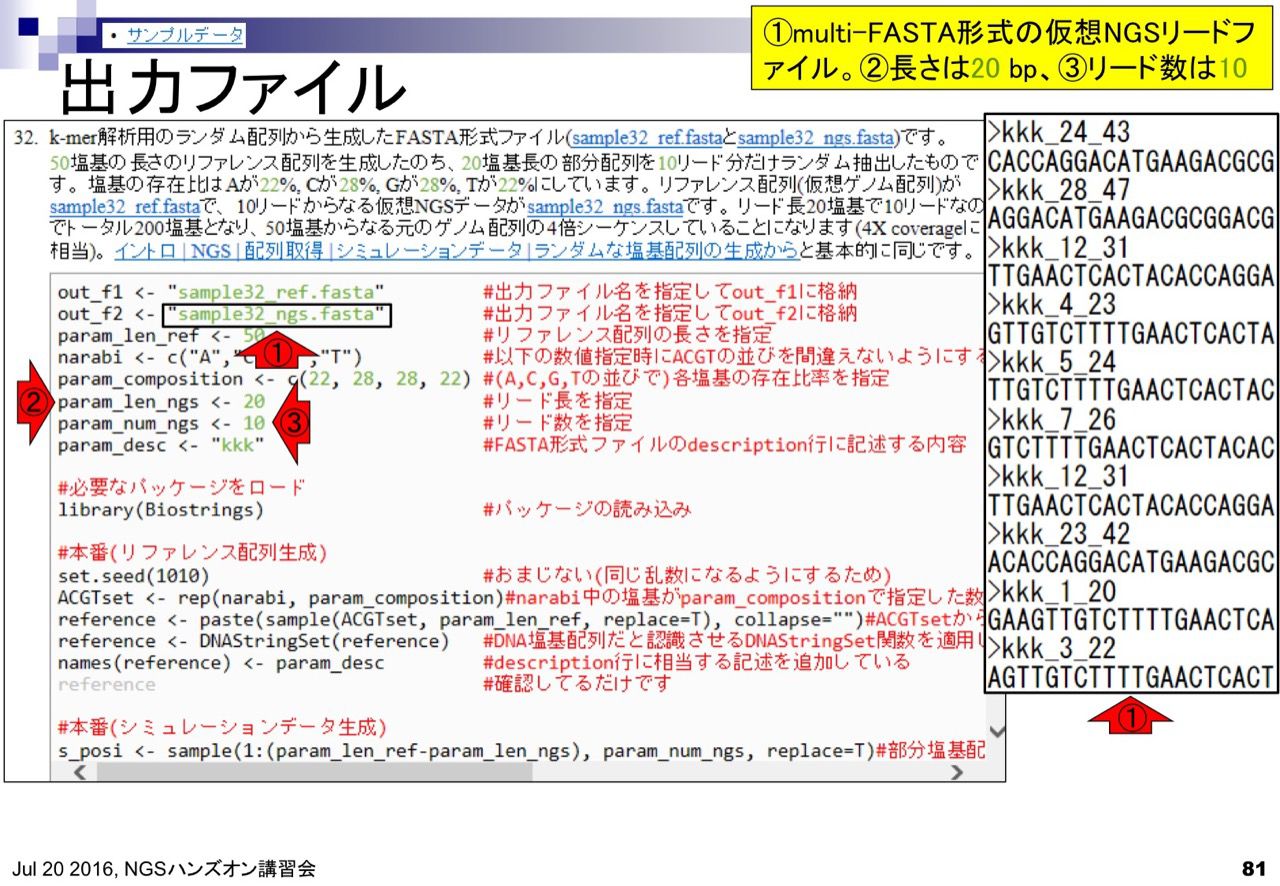 • サンプルデータ
出力ファイル
①multi-FASTA形式の仮想NGSリードフ
ァイル。②長さは20 bp、③リード数は10
32. k-mer解析用のランダム配列から生成したFASTA形式ファイル(sample32_ref.fastaとsample32_ngs.fasta)です。
50塩基の長さのリファレンス配列を生成したのち、20塩基長の部分配列を10リード分だけランダム抽出したもので
す。塩基の存在比はAが22%, Cが28%, Gが28%, Tが22%にしています。リファレンス配列(仮想ゲノム配列)が
sample32_ref.fastaで、10リードからなる仮想NGSデータがsample32_ngs.fastaです。リード長20塩基で10リードなの
でトータル200塩基となり、50塩基からなる元のゲノム配列の4倍シーケンスしていることになります(4X coverageに
相当)。イントロ | NGS | 配列取得 | シミュレーションデータ | ランダムな塩基配列の生成からと基本的に同じです。
out_f1 <- "sample32_ref.fasta" #出力ファイル名を指定してout_f1に格納
out_f2 <- "sample32_ngs.fasta" #出力ファイル名を指定してout_f2に格納
param_len_ref <- 50 #リファレンス配列の長さを指定
narabi <- c("A", ① "T") #以下の数値指定時にACGTの並びを間違えないようにす
param_composition <- c(22, 28, 28, 22) #(A,C,G,Tの並びで)各塩基の存在比率を指定
② param_len_ngs <- 20 #リード長を指定
param_num_ngs <- 10 ③ #リード数を指定
param_desc <- "kkk" #FASTA形式ファイルのdescription行に記述する内容
#必要なパッケージをロード
library(Biostrings) #パッケージの読み込み
#本番(リファレンス配列生成)
set.seed(1010) #おまじない(同じ乱数になるようにするため)
ACGTset <- rep(narabi, param_composition)#narabi中の塩基がparam_compositionで指定した数
reference <- paste(sample(ACGTset, param_len_ref, replace=T), collapse="")#ACGTsetから
reference <- DNAStringSet(reference) #DNA塩基配列だと認識させるDNAStringSet関数を適用し
names(reference) <- param_desc #description行に相当する記述を追加している
reference #確認してるだけです
#本番(シミュレーションデータ生成)
s_posi <- sample(1:(param_len_ref-param_len_ngs), param_num_ngs, replace=T)#部分塩基配
>kkk_24_43
CACCAGGACATGAAGACGCG
>kkk_28_47
AGGACATGAAGACGCGGACG
>kkk_12_31
TTGAACTCACTACACCAGGA
>kkk_4_23
GTTGTCTTTTGAACTCACTA
>kkk_5_24
TTGTCTTTTGAACTCACTAC
>kkk_7_26
GTCTTTTGAACTCACTACAC
>kkk_12_31
TTGAACTCACTACACCAGGA
>kkk_23_42
ACACCAGGACATGAAGACGC
>kkk_1_20
GAAGTTGTCTTTTGAACTCA
>kkk_3_22
AGTTGTCTTTTGAACTCACT
①
Jul 20 2016, NGSハンズオン講習会
81